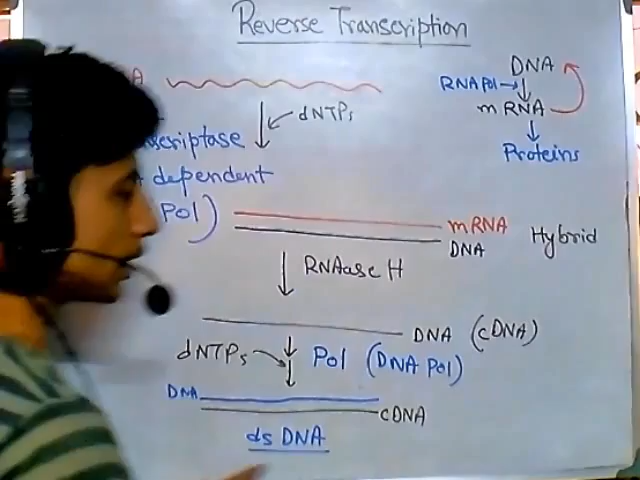 Reverse Transcription
DNA
RNA Pol
mRNA
Proteins
dNTPs
dependent
Pol)
mRNA
DNA
Hybrid
RNAase H
DNA (cDNA)
dNTPs
Pol (DNA Pol)
DNA
cDNA
ds DNA